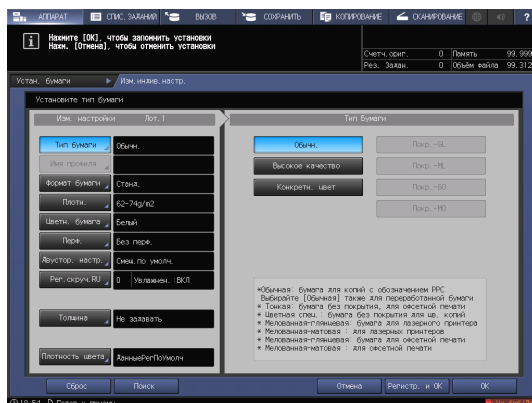 АППАРАТ
СПИС. ЗАДАНИЙ
ВЫЗОВ
СОХРАНИТЬ
КОПИРОВАНИЕ
СКАНИРОВАНИЕ
?
Нажмите [OK], чтобы запомнить установки
Нажм. [Отмена], чтобы отменить установки
Счетч.ориг. 0 Память 99.999
Рез. Задан. 0 Объём файла 99.312
Устан. бумаги
Изм.индив.настр.
Установите тип бумаги
Изм. настройки Лот.1
Тип бумаги
Тип бумаги Обычн.
Имя профиля
Формат бумаги Станд.
Плотн. 62-74g/m2
Цветн. бумага Белый
Перф. Без перф.
Двустор. настр. Смещ.по умолч.
Рег.скруч.RU 0 Увлажнен. :ВКЛ
Толщина Не задавать
Плотность цвета ДанныеРегПоУмолч
Обычн.
Покр.-GL
Высокое качество
Покр.-ML
Конкретн. цвет
Покр.-GO
Покр.-MO
*Обычная: бумага для копий с обозначением PPC
Выбирайте [Обычная] также для переработанной бумаги
* Тонкая: бумага без покрытия, для офсетной печати
* Цветная спец.: бумага без покрытия для цв. копий
* Мелованная-глянцевая: бумага для лазерного принтера
* Мелованная-матовая : для лазерных принтеров
* Мелованная-глянцевая: бумага для офсетной печати
* Мелованная-матовая : для офсетной печати
Сброс
Поиск
Отмена
Регистр. и OK
OK